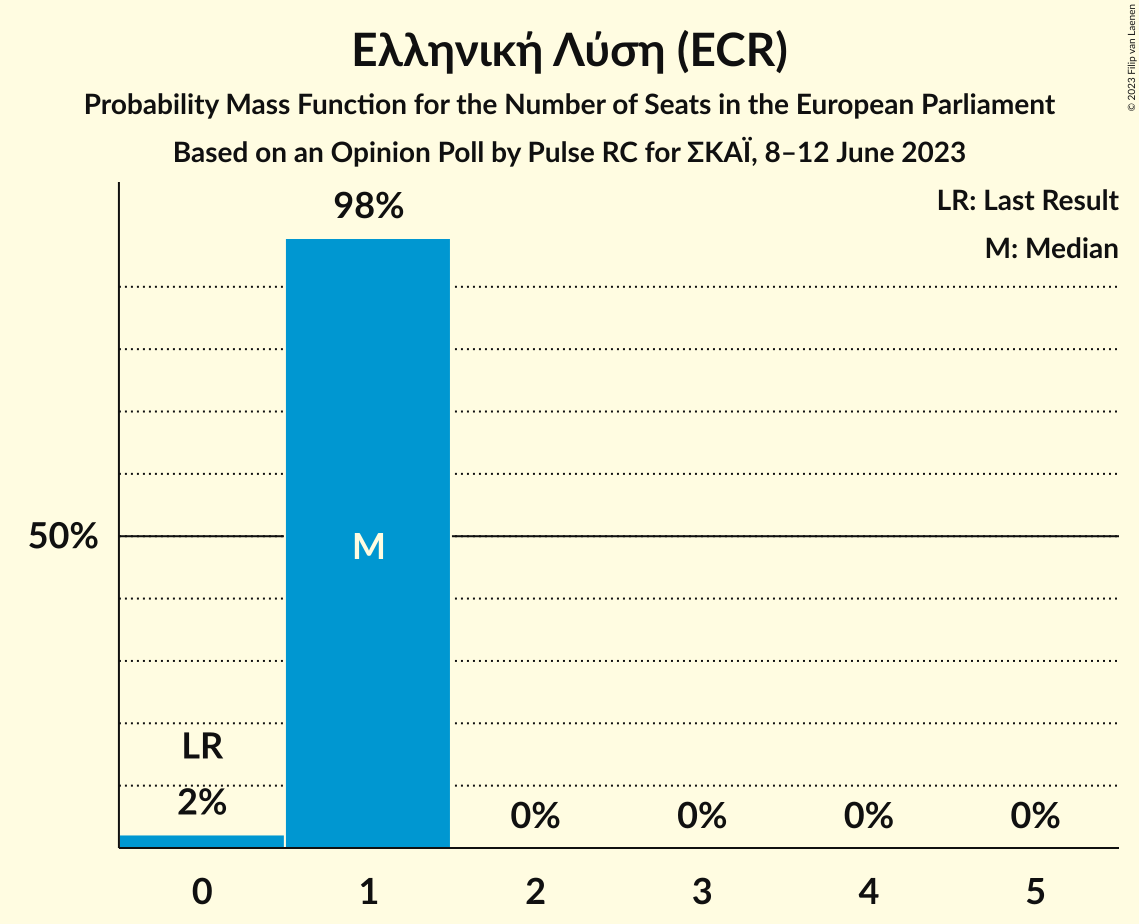 Ελληνική Λύση (ECR)
Probability Mass Function for the Number of Seats in the European Parliament
Based on an Opinion Poll by Pulse RC for ΣΚΑΪ, 8–12 June 2023
© 2023 Filip van Laenen
98%
LR: Last Result
M: Median
50%
M
LR
2%
0%
0%
0%
0%
0
1
2
3
4
5